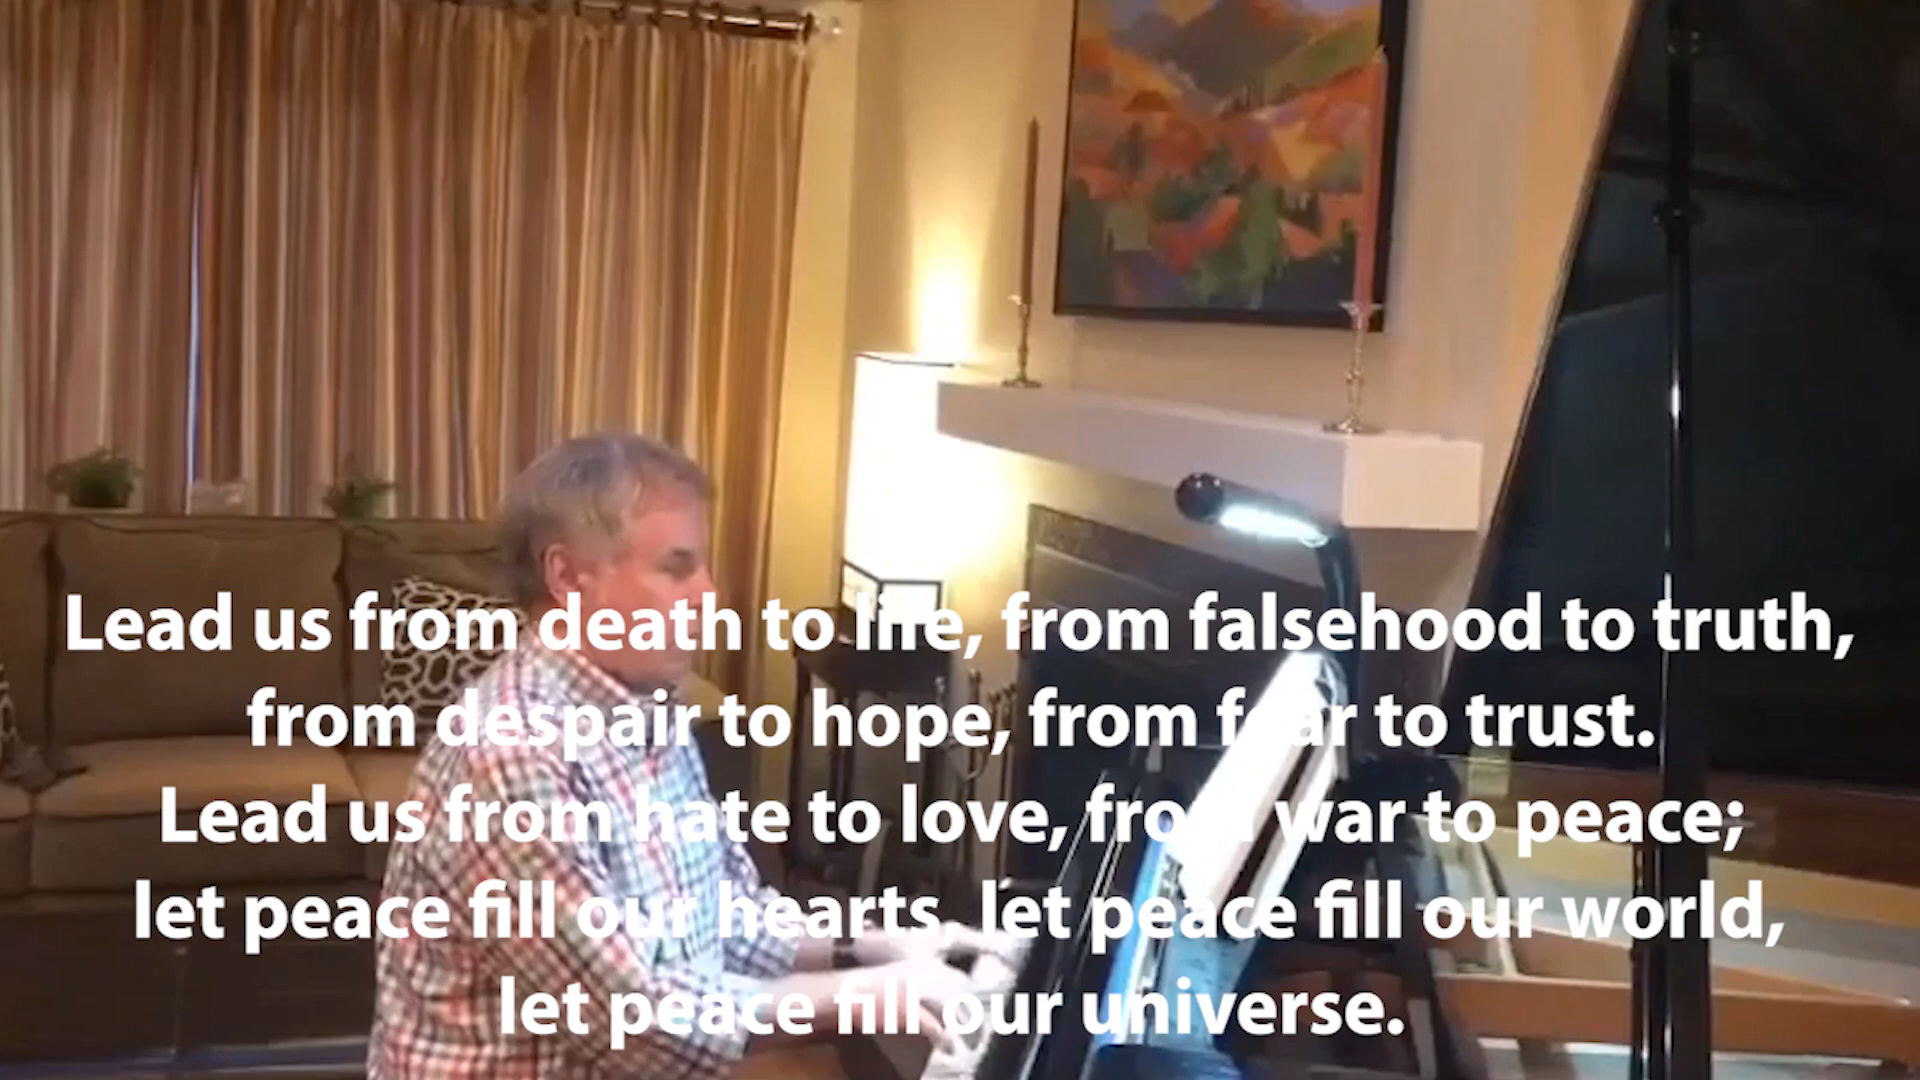 Lead us from death to life, from falsehood to truth,
from despair to hope, from fear to trust.
Lead us from hate to love, from war to peace;
let peace fill our hearts, let peace fill our world,
let peace fill our universe.